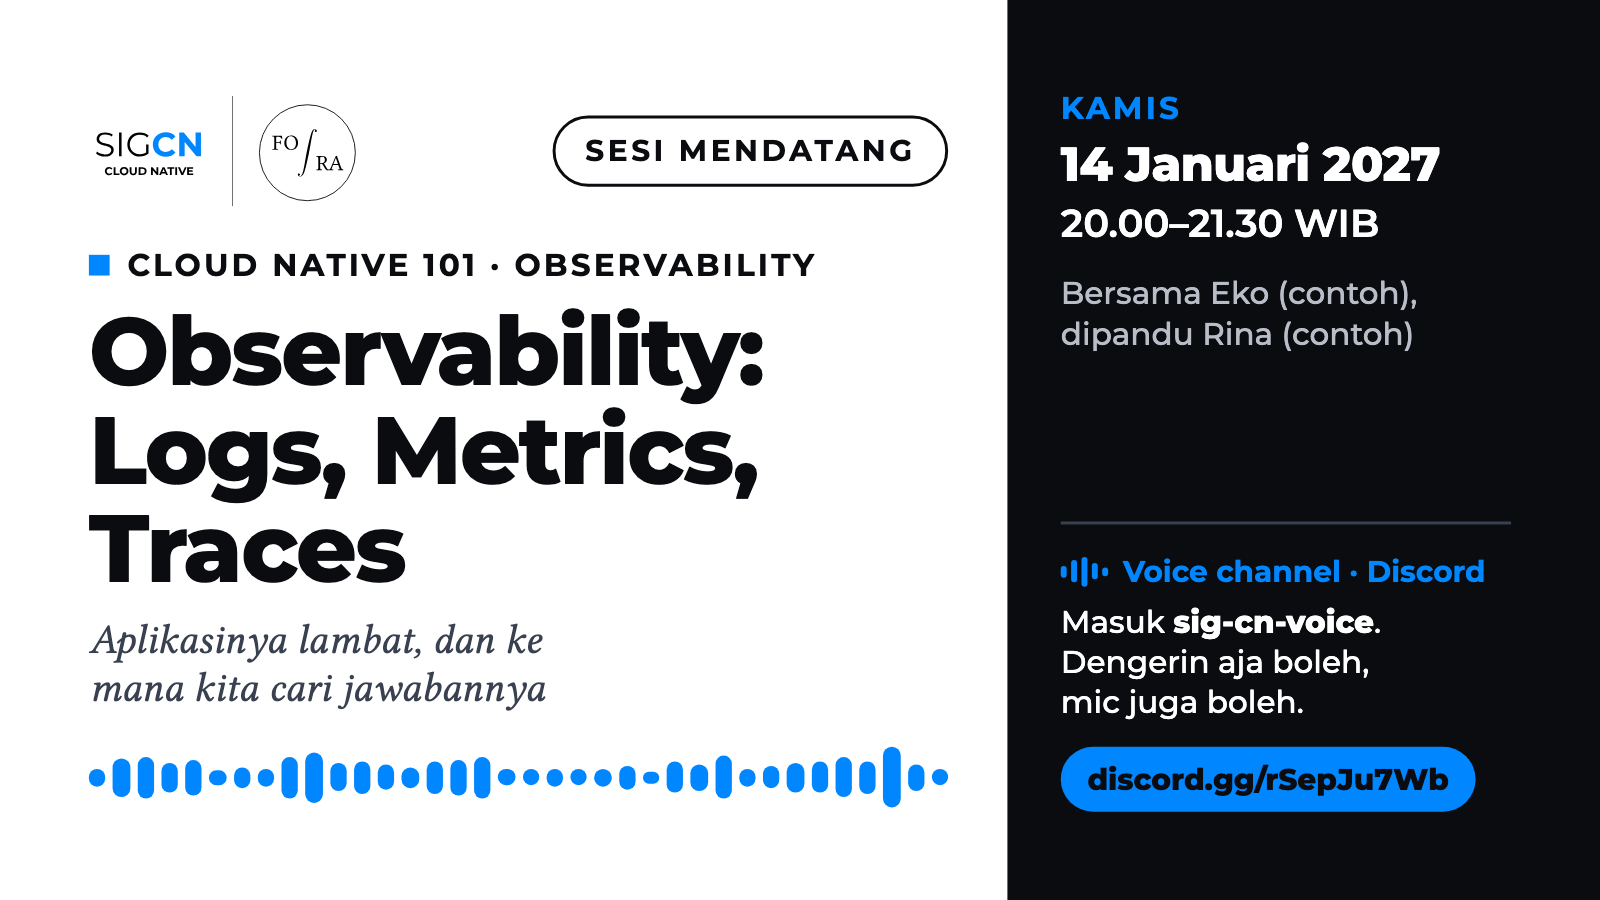 SIGCN
CLOUD NATIVE
FO
RA
SESI MENDATANG
CLOUD NATIVE 101 · OBSERVABILITY
Observability:
Logs, Metrics,
Traces
Aplikasinya lambat, dan ke
mana kita cari jawabannya
KAMIS
14 Januari 2027
20.00–21.30 WIB
Bersama Eko (contoh),
dipandu Rina (contoh)
Voice channel · Discord
Masuk sig-cn-voice.
Dengerin aja boleh,
mic juga boleh.
discord.gg/rSepJu7Wb